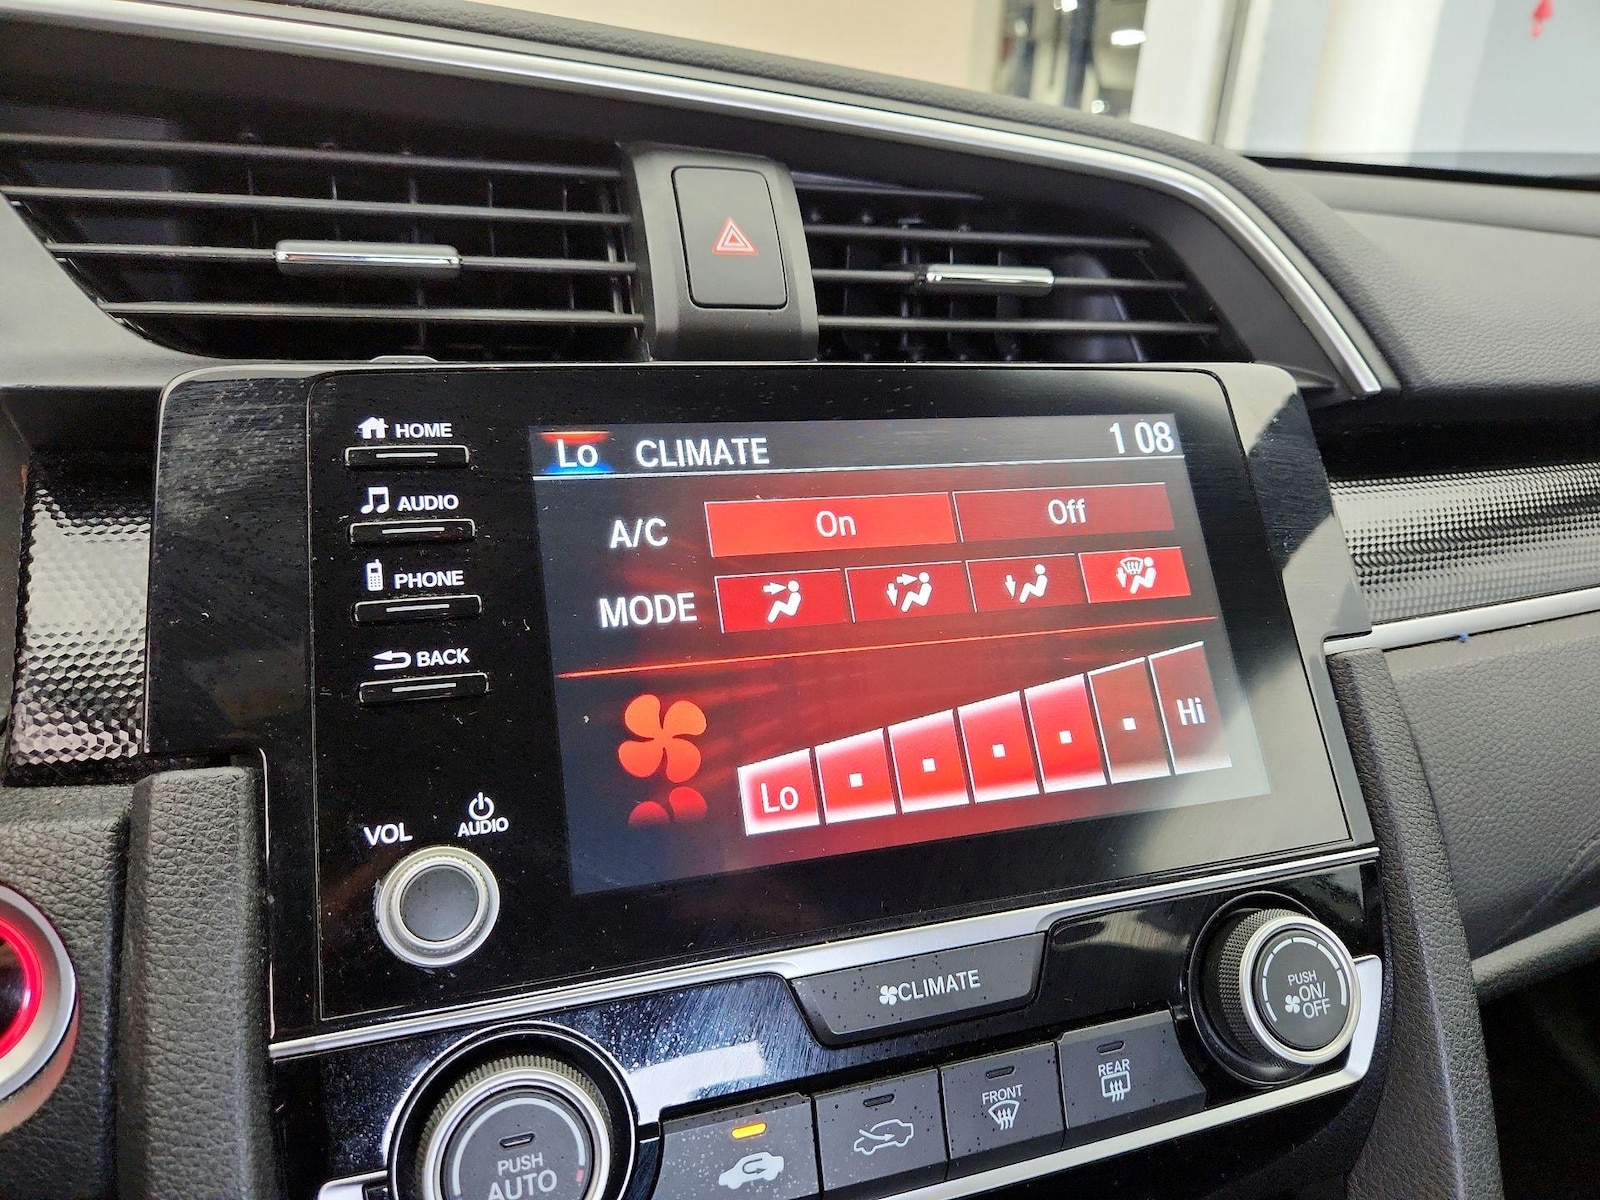 HOME
AUDIO
PHONE
BACK
VOL
AUDIO
Lo CLIMATE 1 08
A/C On Off
MODE
Lo Hi
CLIMATE
PUSH
ON/
OFF
PUSH
AUTO
FRONT
REAR